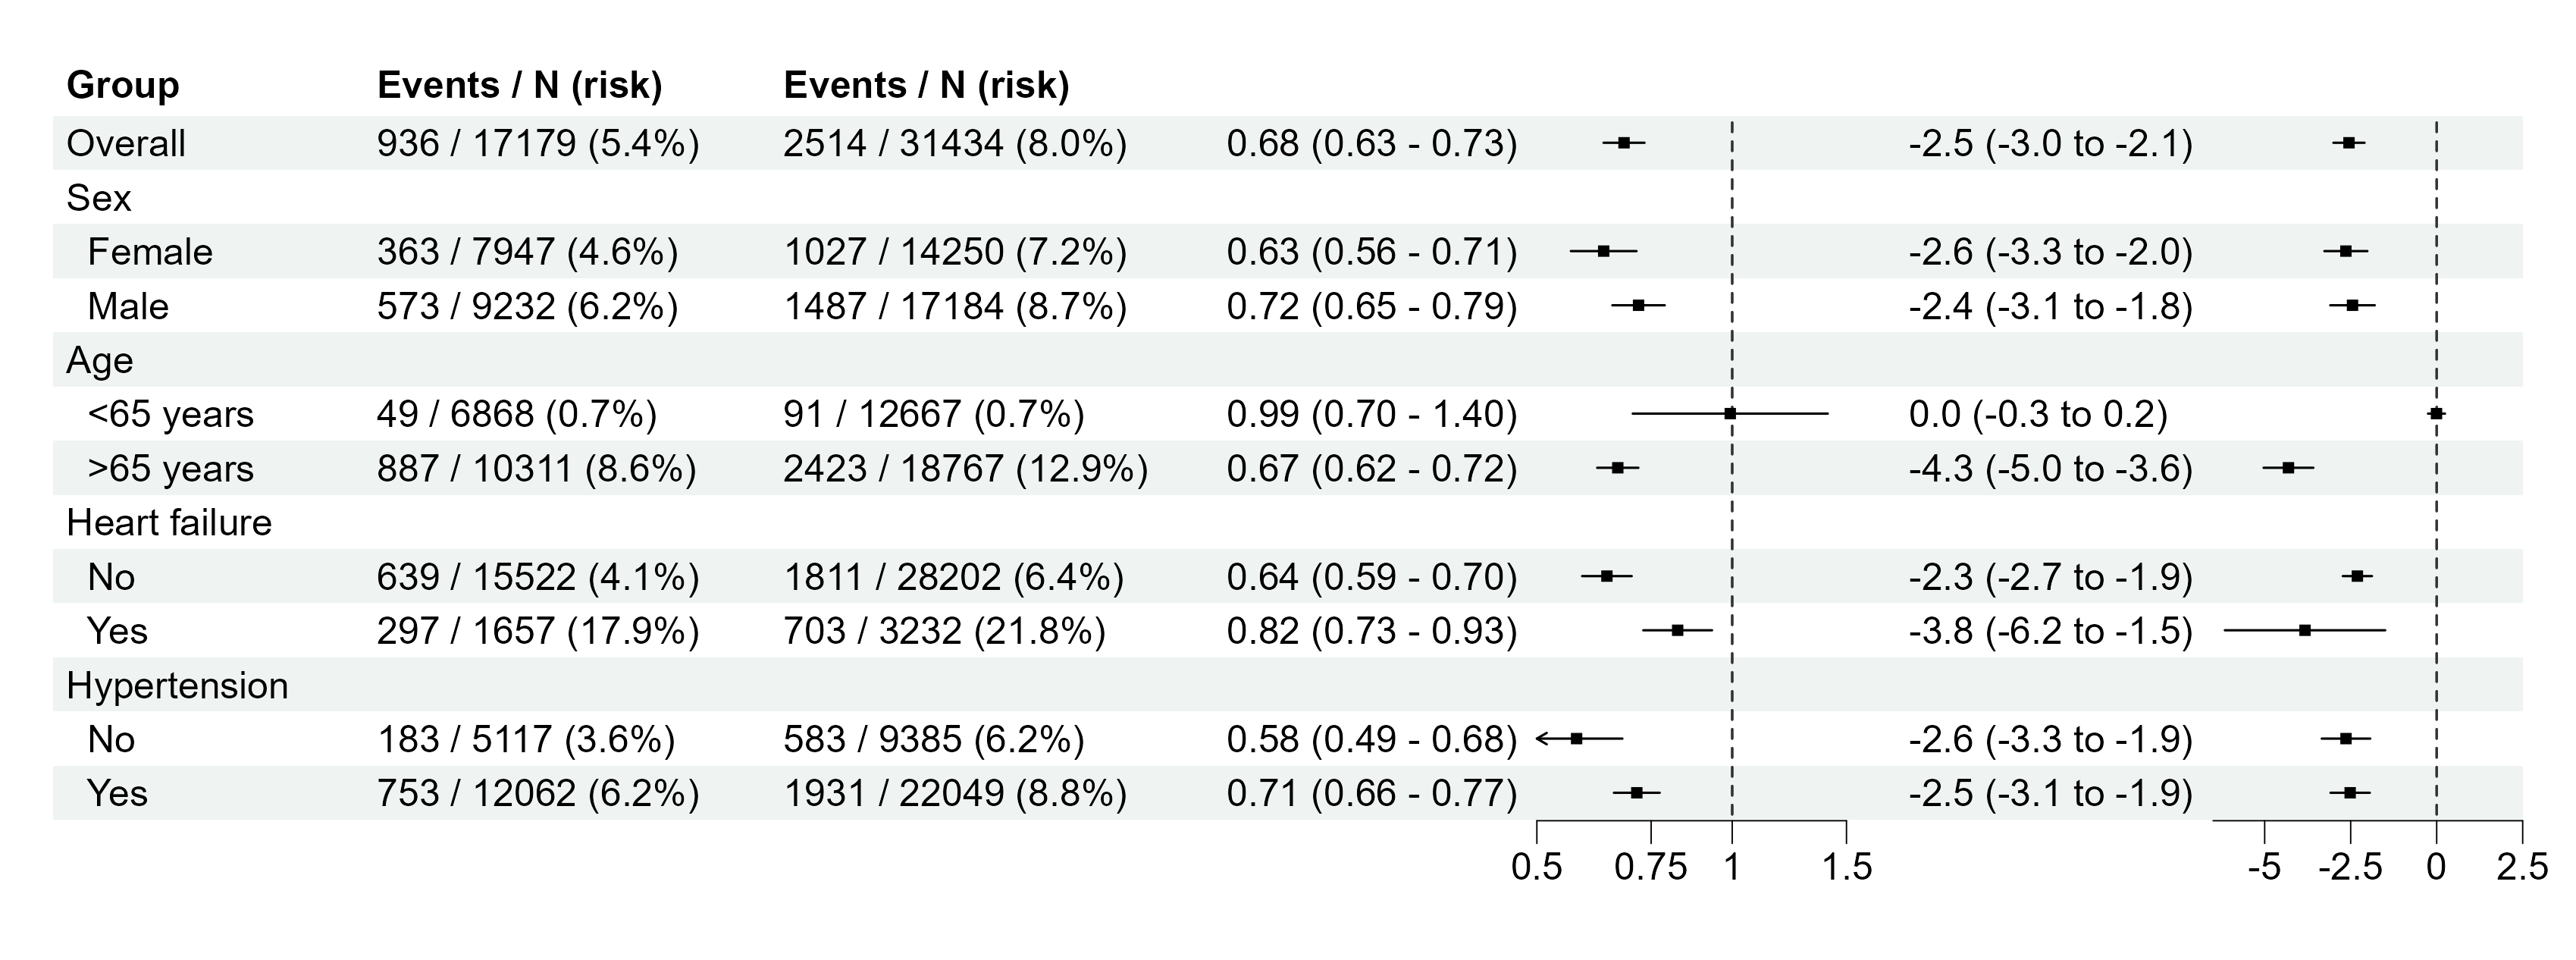 Group Events / N (risk) Events / N (risk)
Overall 936 / 17179 (5.4%) 2514 / 31434 (8.0%) 0.68 (0.63 - 0.73) -2.5 (-3.0 to -2.1)
Sex
Female 363 / 7947 (4.6%) 1027 / 14250 (7.2%) 0.63 (0.56 - 0.71) -2.6 (-3.3 to -2.0)
Male 573 / 9232 (6.2%) 1487 / 17184 (8.7%) 0.72 (0.65 - 0.79) -2.4 (-3.1 to -1.8)
Age
<65 years 49 / 6868 (0.7%) 91 / 12667 (0.7%) 0.99 (0.70 - 1.40) 0.0 (-0.3 to 0.2)
>65 years 887 / 10311 (8.6%) 2423 / 18767 (12.9%) 0.67 (0.62 - 0.72) -4.3 (-5.0 to -3.6)
Heart failure
No 639 / 15522 (4.1%) 1811 / 28202 (6.4%) 0.64 (0.59 - 0.70) -2.3 (-2.7 to -1.9)
Yes 297 / 1657 (17.9%) 703 / 3232 (21.8%) 0.82 (0.73 - 0.93) -3.8 (-6.2 to -1.5)
Hypertension
No 183 / 5117 (3.6%) 583 / 9385 (6.2%) 0.58 (0.49 - 0.68) -2.6 (-3.3 to -1.9)
Yes 753 / 12062 (6.2%) 1931 / 22049 (8.8%) 0.71 (0.66 - 0.77) -2.5 (-3.1 to -1.9)
0.5 0.75 1 1.5 -5 -2.5 0 2.5